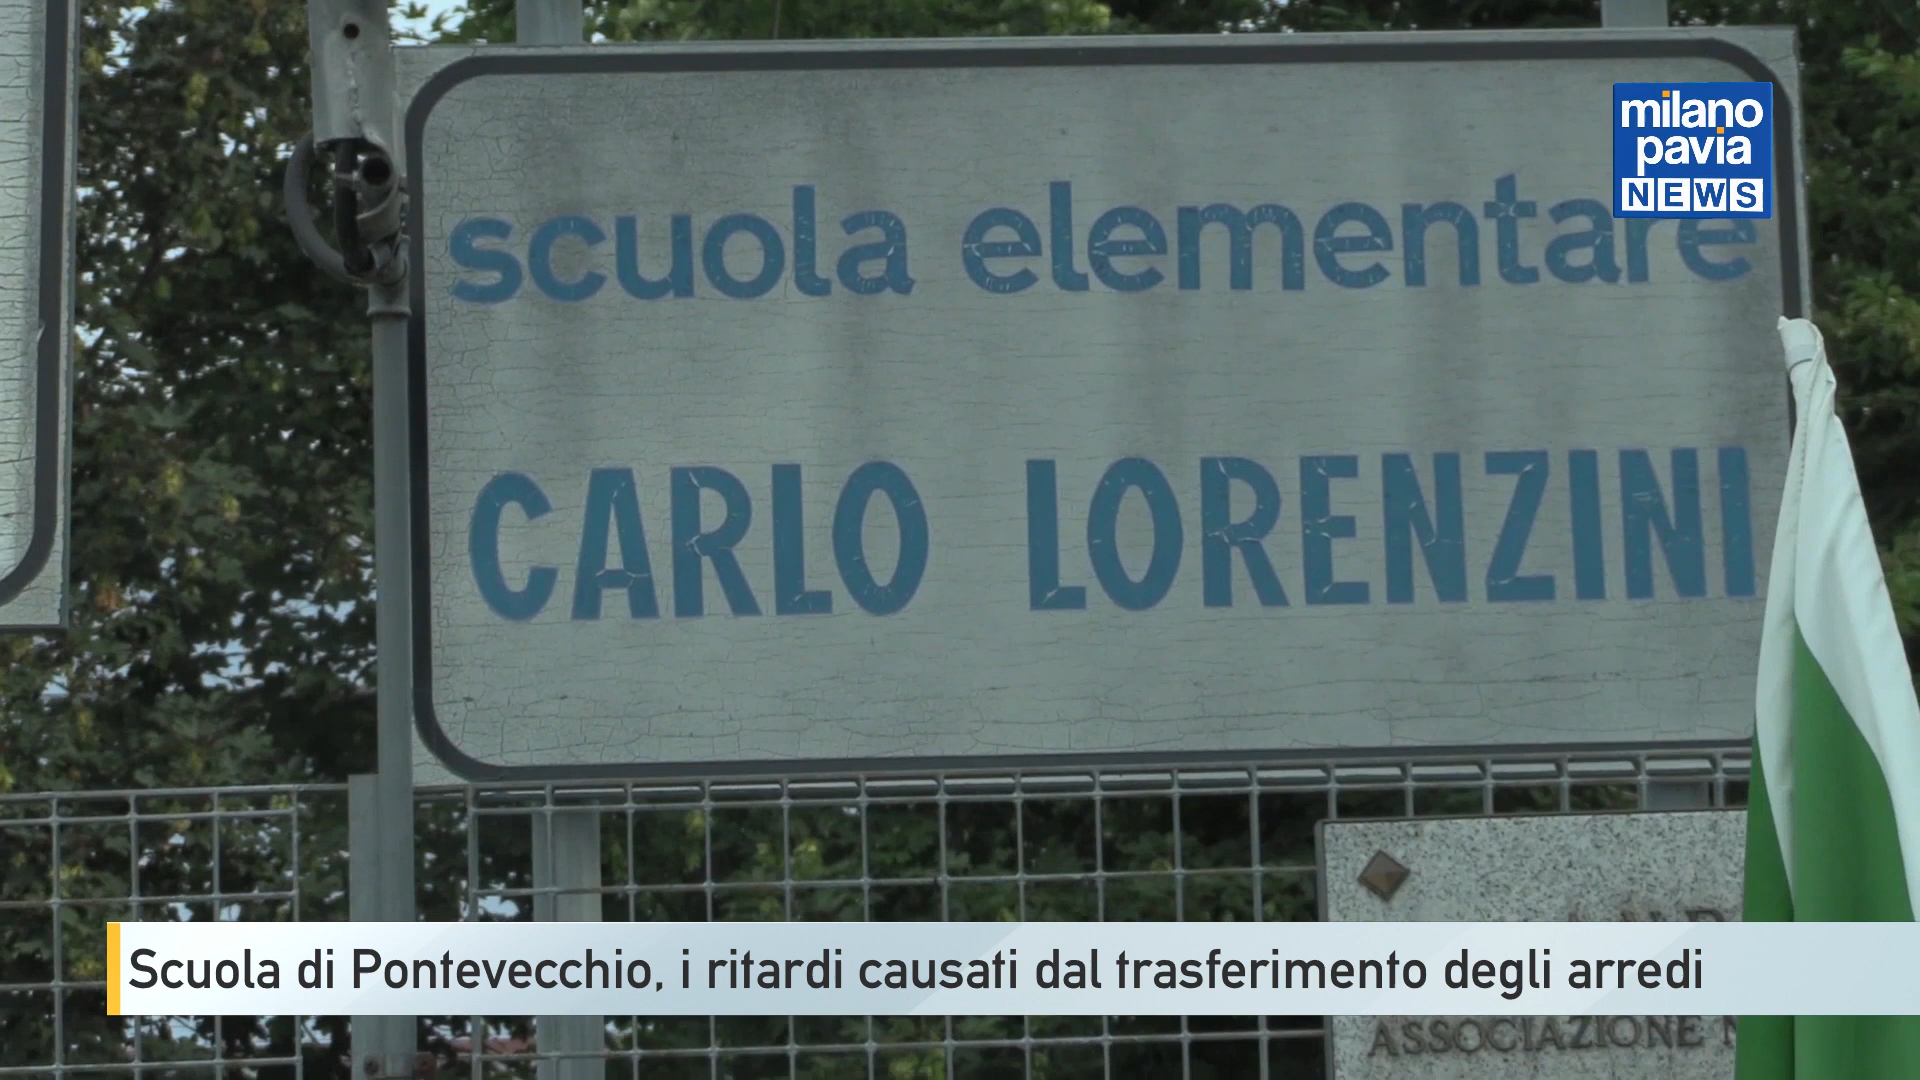 milano
pavia
NEWS
scuola elementare
CARLO LORENZINI
Scuola di Pontevecchio, i ritardi causati dal trasferimento degli arredi
ASSOCIAZIONE